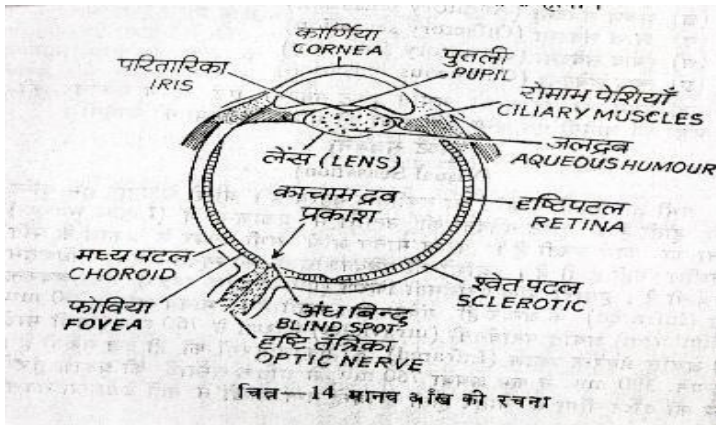 कार्णिया
CORNEA
पुतली
PUPIL
परितारिका
IRIS
रोमाम पेशियाँ
CILIARY MUSCLES
जलद्रव
AQUEOUS HUMOUR
लैंस (LENS)
काचाम द्रव
प्रकाश
दृष्टिपटल
RETINA
मध्य पटल
CHOROID
श्वेत पटल
SCLEROTIC
फोविया
FOVEA
अंध बिन्दु
BLIND SPOT
दृष्टि तंत्रिका
OPTIC NERVE
चित्र—14 मानव आँख की रचना